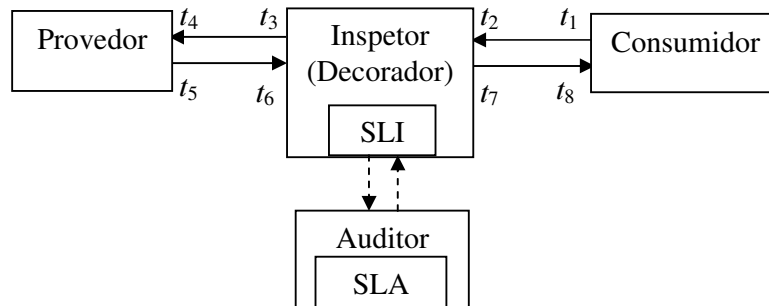 t4 t3 t2 t1
Provedor
Inspetor
(Decorador)
Consumidor
t5 t6 t7 t8
SLI
Auditor
SLA